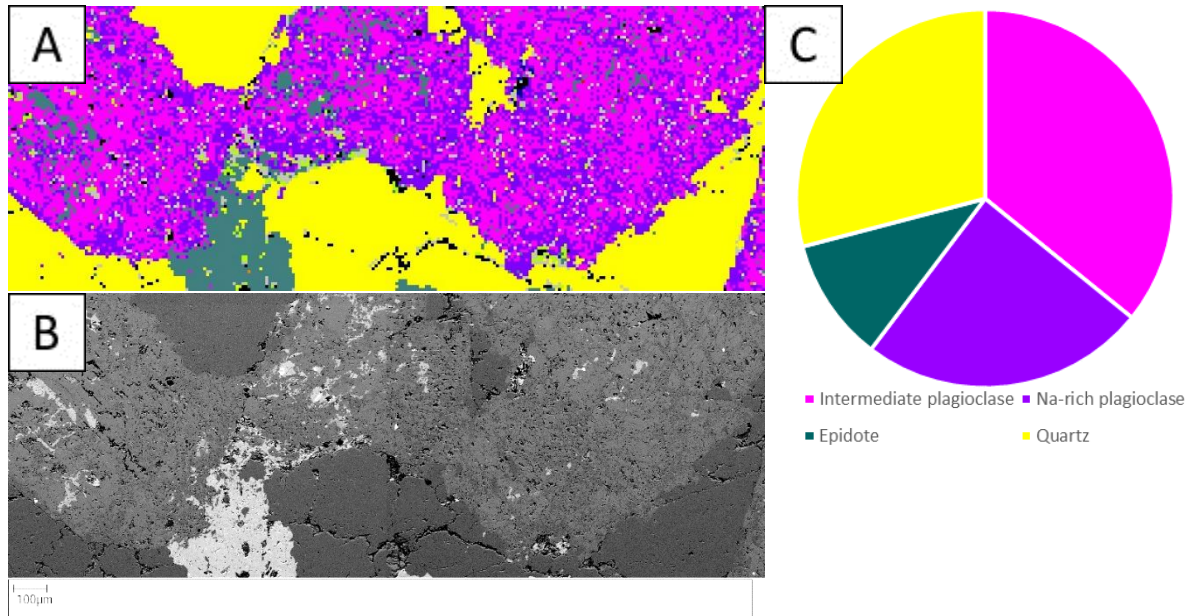 A
C
B
Intermediate plagioclase Na-rich plagioclase
Epidote Quartz
100µm